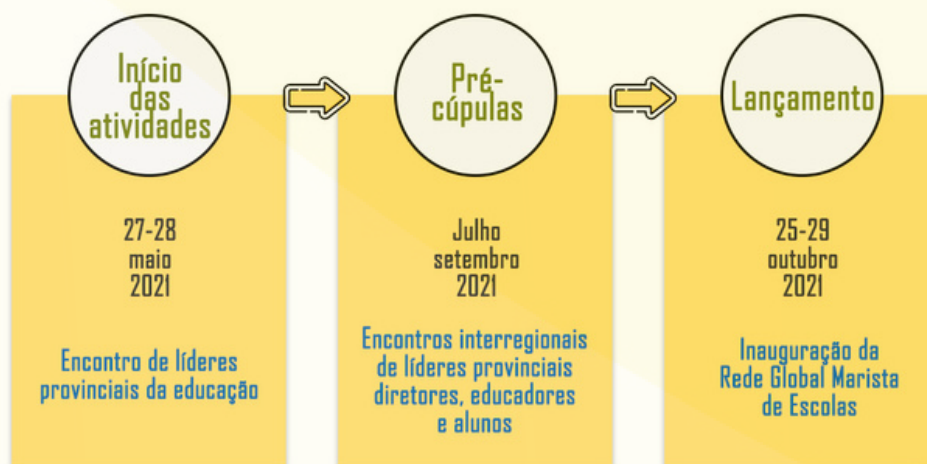 Início
das
atividades
27-28
maio
2021
Encontro de líderes
provinciais da educação
Pré-
cúpulas
Julho
setembro
2021
Encontros interregionais
de líderes provinciais
diretores, educadores
e alunos
Lançamento
25-29
outubro
2021
Inauguração da
Rede Global Marista
de Escolas